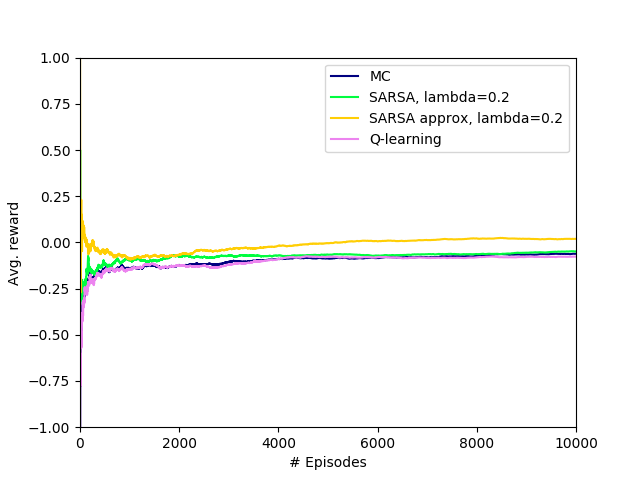 1.00
0.75
0.50
0.25
0.00
−0.25
−0.50
−0.75
−1.00
Avg. reward
MC
SARSA, lambda=0.2
SARSA approx, lambda=0.2
Q-learning
0 2000 4000 6000 8000 10000
# Episodes